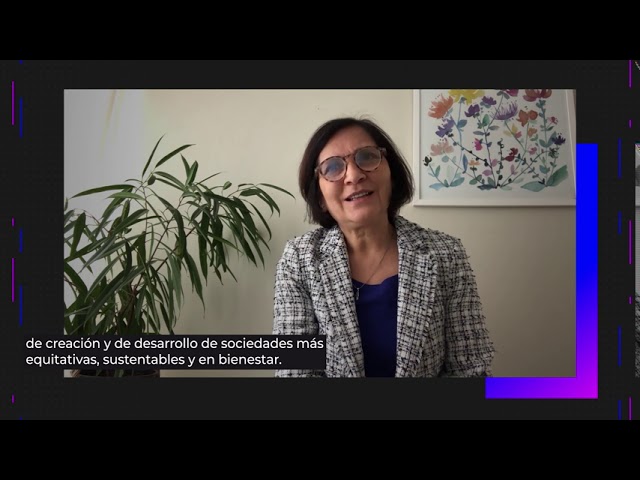 de creación y de desarrollo de sociedades más
equitativas, sustentables y en bienestar.